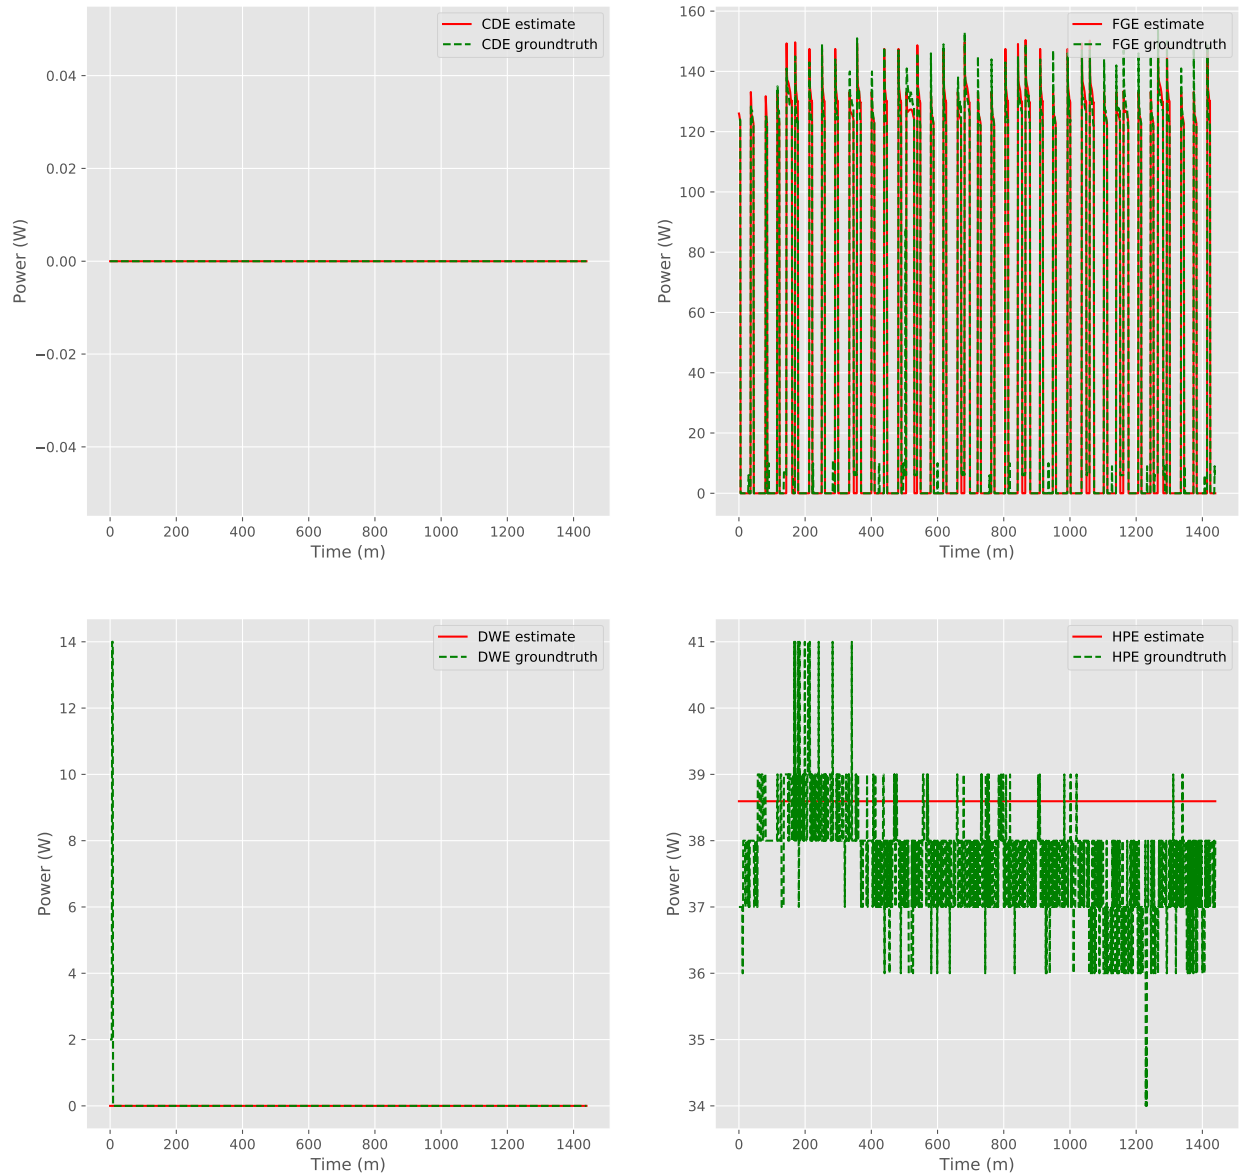 CDE estimate
CDE groundtruth
0.04
0.02
0.00
−0.02
−0.04
Power (W)
0 200 400 600 800 1000 1200 1400
Time (m)
FGE estimate
FGE groundtruth
160
140
120
100
80
60
40
20
0
Power (W)
0 200 400 600 800 1000 1200 1400
Time (m)
DWE estimate
DWE groundtruth
14
12
10
8
6
4
2
0
Power (W)
0 200 400 600 800 1000 1200 1400
Time (m)
HPE estimate
HPE groundtruth
41
40
39
38
37
36
35
34
Power (W)
0 200 400 600 800 1000 1200 1400
Time (m)